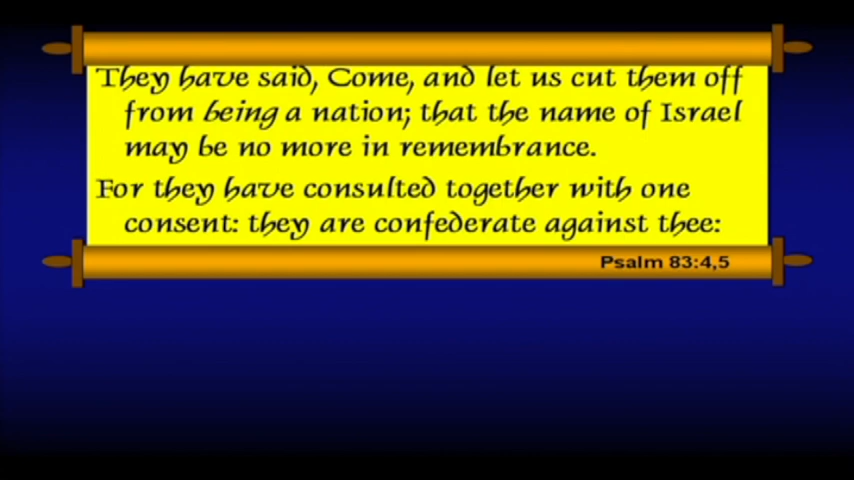 They have said, Come, and let us cut them off
from being a nation; that the name of Israel
may be no more in remembrance.
For they have consulted together with one
consent: they are confederate against thee:
Psalm 83:4,5